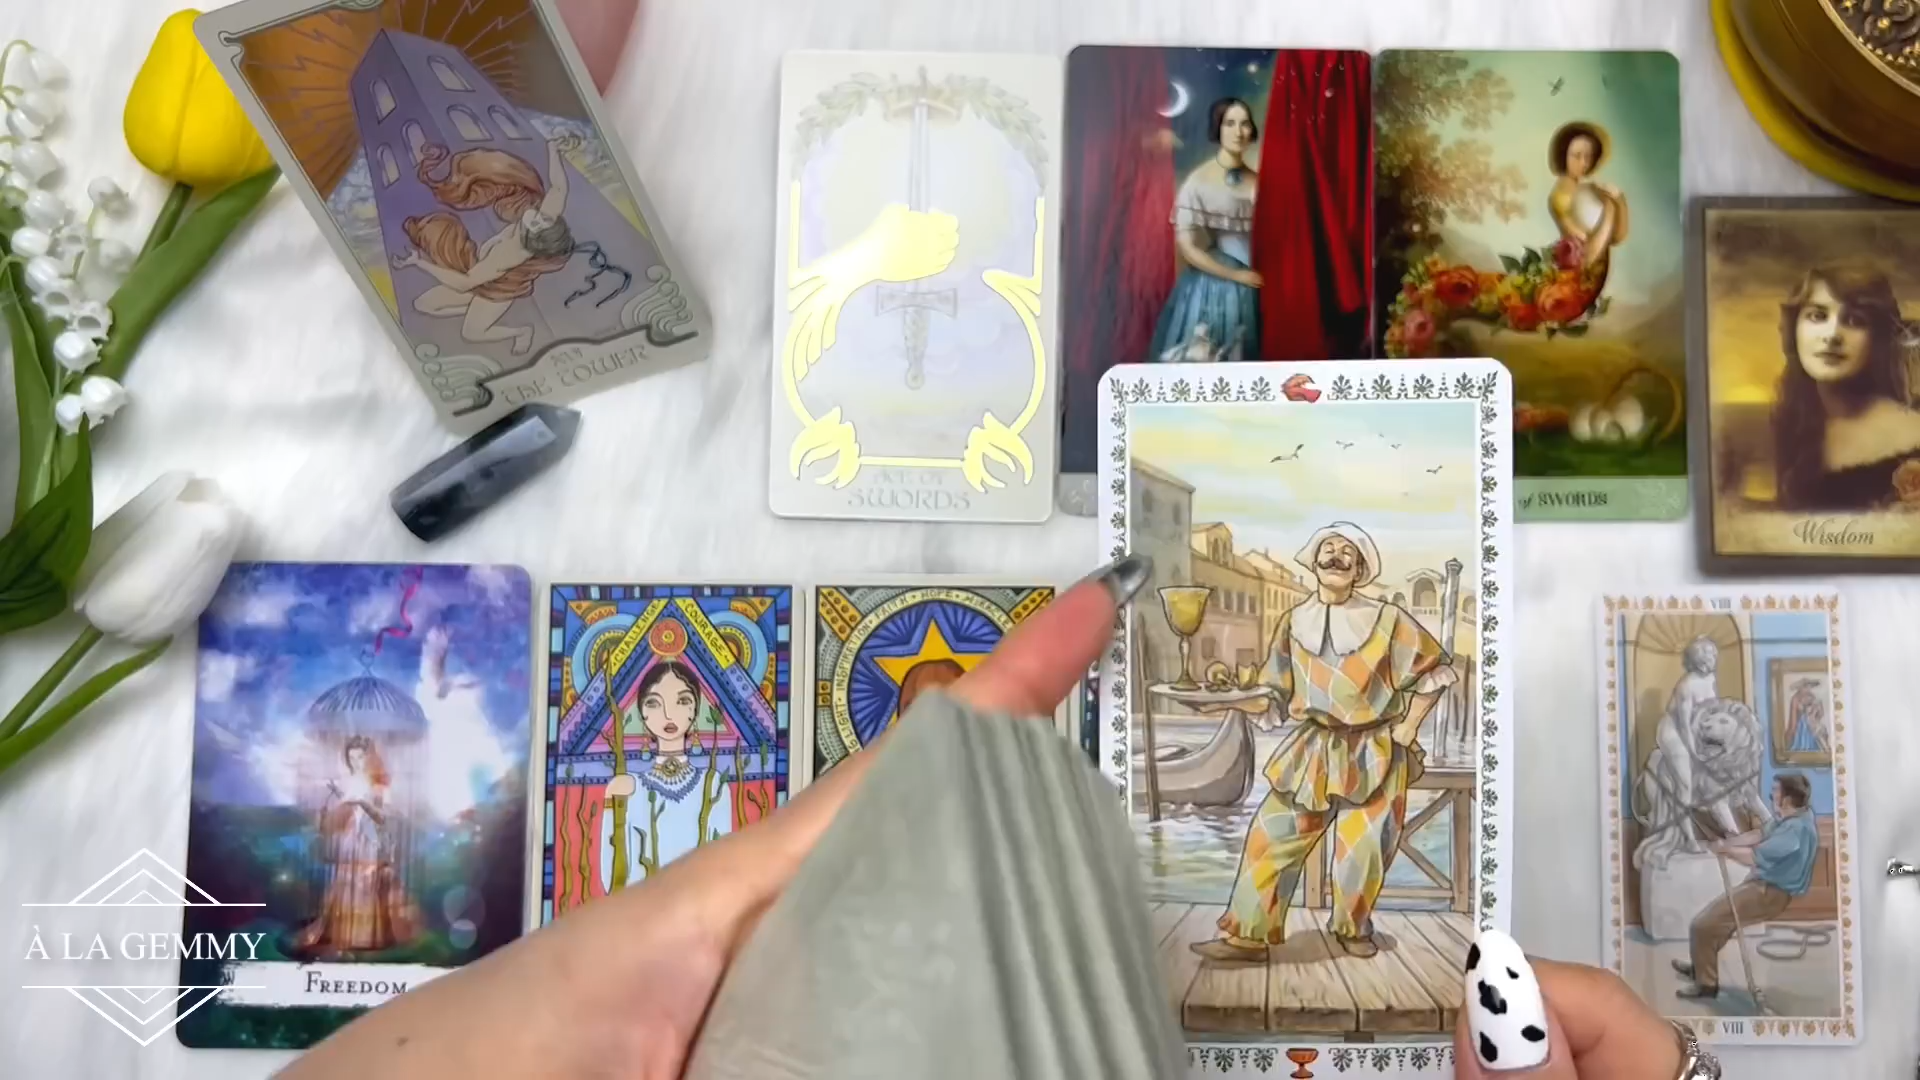 XVI
THE TOWER
ACE OF
SWORDS
of SWORDS
Wisdom
CHALLENGE
COURAGE
INSPIRATION • FAITH • HOPE • MIRACLE
VIII
FREEDOM
VIII
À LA GEMMY